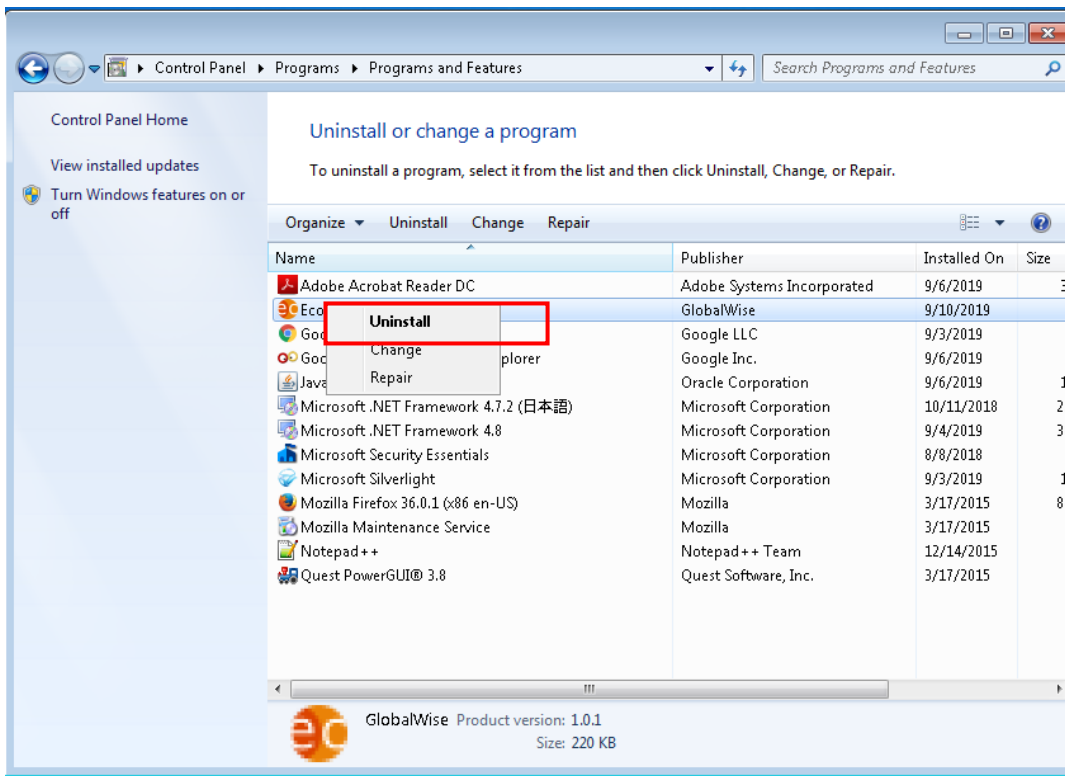 Control Panel Programs Programs and Features Search Programs and Features
Control Panel Home
View installed updates
Turn Windows features on or
off
Uninstall or change a program
To uninstall a program, select it from the list and then click Uninstall, Change, or Repair.
Organize Uninstall Change Repair
Name Publisher Installed On Size
Adobe Acrobat Reader DC Adobe Systems Incorporated 9/6/2019
Eco GlobalWise 9/10/2019
Uninstall
Goo Google LLC 9/3/2019
Change
Goo plorer Google Inc. 9/6/2019
Repair
Java Oracle Corporation 9/6/2019 1
Microsoft .NET Framework 4.7.2 (日本語) Microsoft Corporation 10/11/2018 2
Microsoft .NET Framework 4.8 Microsoft Corporation 9/4/2019 3
Microsoft Security Essentials Microsoft Corporation 8/8/2018
Microsoft Silverlight Microsoft Corporation 9/3/2019 1
Mozilla Firefox 36.0.1 (x86 en-US) Mozilla 3/17/2015 8
Mozilla Maintenance Service Mozilla 3/17/2015
Notepad++ Notepad++ Team 12/14/2015
Quest PowerGUI® 3.8 Quest Software, Inc. 3/17/2015
GlobalWise Product version: 1.0.1
Size: 220 KB